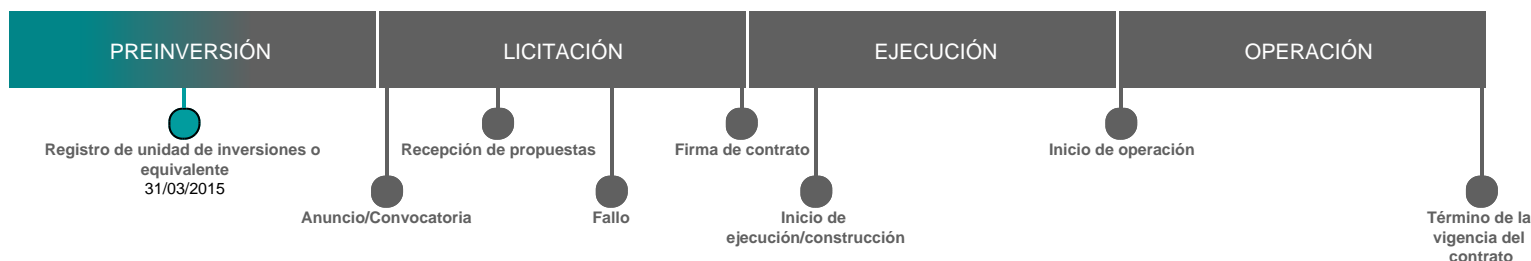 PREINVERSIÓN
LICITACIÓN
EJECUCIÓN
OPERACIÓN
Registro de unidad de inversiones o
equivalente
31/03/2015
Recepción de propuestas
Firma de contrato
Inicio de operación
Anuncio/Convocatoria
Fallo
Inicio de
ejecución/construcción
Término de la
vigencia del
contrato